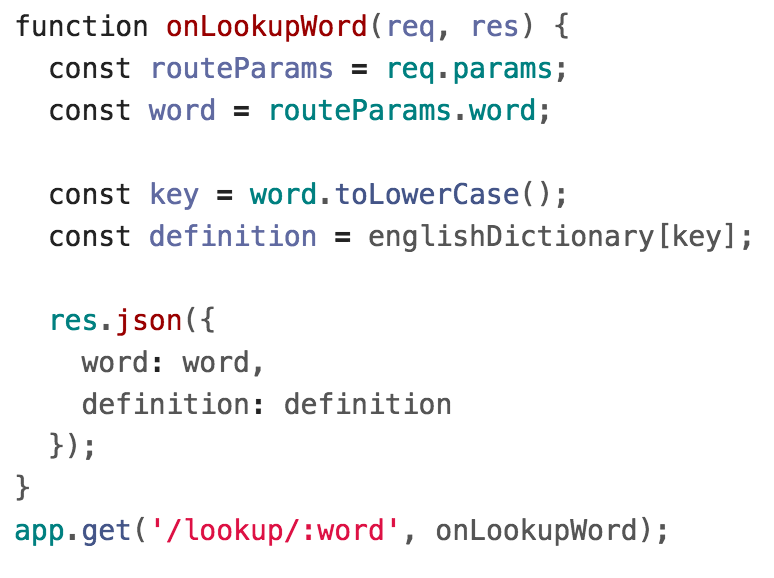 function onLookupWord(req, res) {
  const routeParams = req.params;
  const word = routeParams.word;

  const key = word.toLowerCase();
  const definition = englishDictionary[key];

  res.json({
    word: word,
    definition: definition
  });
}
app.get('/lookup/:word', onLookupWord);